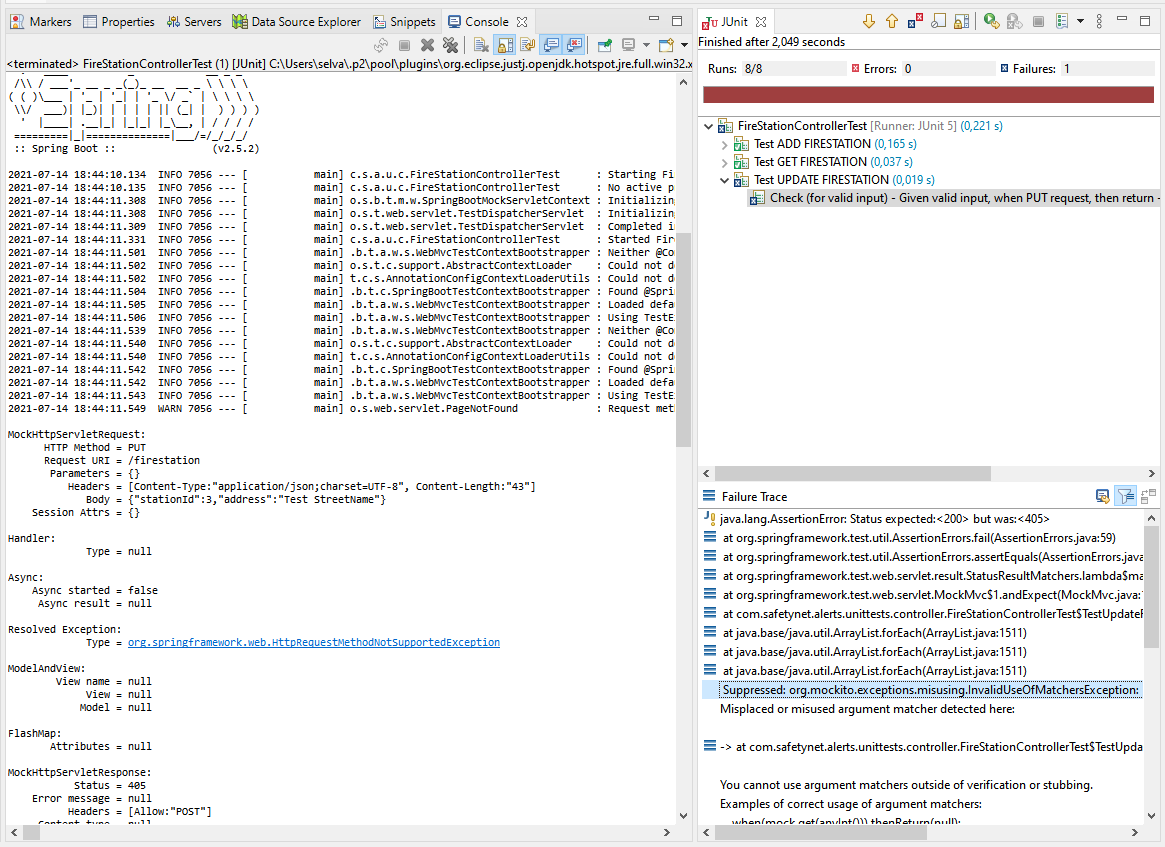 Markers Properties Servers Data Source Explorer Snippets Console
<terminated> FireStationControllerTest (1) [JUnit] C:\Users\selva\.p2\pool\plugins\org.eclipse.justj.openjdk.hotspot.jre.full.win32.x
:: Spring Boot :: (v2.5.2)
2021-07-14 18:44:10.134 INFO 7056 --- [ main] c.s.a.u.c.FireStationControllerTest : Starting Fi
2021-07-14 18:44:10.135 INFO 7056 --- [ main] c.s.a.u.c.FireStationControllerTest : No active p
2021-07-14 18:44:11.308 INFO 7056 --- [ main] o.s.b.t.m.w.SpringBootMockServletContext : Initializin
2021-07-14 18:44:11.308 INFO 7056 --- [ main] o.s.t.web.servlet.TestDispatcherServlet : Initializin
2021-07-14 18:44:11.309 INFO 7056 --- [ main] o.s.t.web.servlet.TestDispatcherServlet : Completed i
2021-07-14 18:44:11.331 INFO 7056 --- [ main] c.s.a.u.c.FireStationControllerTest : Started Fir
2021-07-14 18:44:11.501 INFO 7056 --- [ main] .b.t.a.w.s.WebMvcTestContextBootstrapper : Neither @Co
2021-07-14 18:44:11.502 INFO 7056 --- [ main] o.s.t.c.support.AbstractContextLoader : Could not d
2021-07-14 18:44:11.502 INFO 7056 --- [ main] t.c.s.AnnotationConfigContextLoaderUtils : Could not d
2021-07-14 18:44:11.504 INFO 7056 --- [ main] .b.t.c.SpringBootTestContextBootstrapper : Found @Spri
2021-07-14 18:44:11.505 INFO 7056 --- [ main] .b.t.a.w.s.WebMvcTestContextBootstrapper : Loaded defa
2021-07-14 18:44:11.506 INFO 7056 --- [ main] .b.t.a.w.s.WebMvcTestContextBootstrapper : Using TestE
2021-07-14 18:44:11.539 INFO 7056 --- [ main] .b.t.a.w.s.WebMvcTestContextBootstrapper : Neither @Co
2021-07-14 18:44:11.540 INFO 7056 --- [ main] o.s.t.c.support.AbstractContextLoader : Could not d
2021-07-14 18:44:11.540 INFO 7056 --- [ main] t.c.s.AnnotationConfigContextLoaderUtils : Could not d
2021-07-14 18:44:11.542 INFO 7056 --- [ main] .b.t.c.SpringBootTestContextBootstrapper : Found @Spri
2021-07-14 18:44:11.542 INFO 7056 --- [ main] .b.t.a.w.s.WebMvcTestContextBootstrapper : Loaded defa
2021-07-14 18:44:11.543 INFO 7056 --- [ main] .b.t.a.w.s.WebMvcTestContextBootstrapper : Using TestE
2021-07-14 18:44:11.549 WARN 7056 --- [ main] o.s.web.servlet.PageNotFound : Request met
MockHttpServletRequest:
HTTP Method = PUT
Request URI = /firestation
Parameters = {}
Headers = [Content-Type:"application/json;charset=UTF-8", Content-Length:"43"]
Body = {"stationId":3,"address":"Test StreetName"}
Session Attrs = {}
Handler:
Type = null
Async:
Async started = false
Async result = null
Resolved Exception:
Type = org.springframework.web.HttpRequestMethodNotSupportedException
ModelAndView:
View name = null
View = null
Model = null
FlashMap:
Attributes = null
MockHttpServletResponse:
Status = 405
Error message = null
Headers = [Allow:"POST"]
Content type = null
JUnit
Finished after 2,049 seconds
Runs: 8/8 Errors: 0 Failures: 1
FireStationControllerTest [Runner: JUnit 5] (0,221 s)
Test ADD FIRESTATION (0,165 s)
Test GET FIRESTATION (0,037 s)
Test UPDATE FIRESTATION (0,019 s)
Check (for valid input) - Given valid input, when PUT request, then return -
Failure Trace
java.lang.AssertionError: Status expected:<200> but was:<405>
at org.springframework.test.util.AssertionErrors.fail(AssertionErrors.java:59)
at org.springframework.test.util.AssertionErrors.assertEquals(AssertionErrors.java
at org.springframework.test.web.servlet.result.StatusResultMatchers.lambda$ma
at org.springframework.test.web.servlet.MockMvc$1.andExpect(MockMvc.java:
at com.safetynet.alerts.unittests.controller.FireStationControllerTest$TestUpdateF
at java.base/java.util.ArrayList.forEach(ArrayList.java:1511)
at java.base/java.util.ArrayList.forEach(ArrayList.java:1511)
at java.base/java.util.ArrayList.forEach(ArrayList.java:1511)
Suppressed: org.mockito.exceptions.misusing.InvalidUseOfMatchersException:
Misplaced or misused argument matcher detected here:
-> at com.safetynet.alerts.unittests.controller.FireStationControllerTest$TestUpda
You cannot use argument matchers outside of verification or stubbing.
Examples of correct usage of argument matchers:
when(mock.get(anyInt())).thenReturn(null);